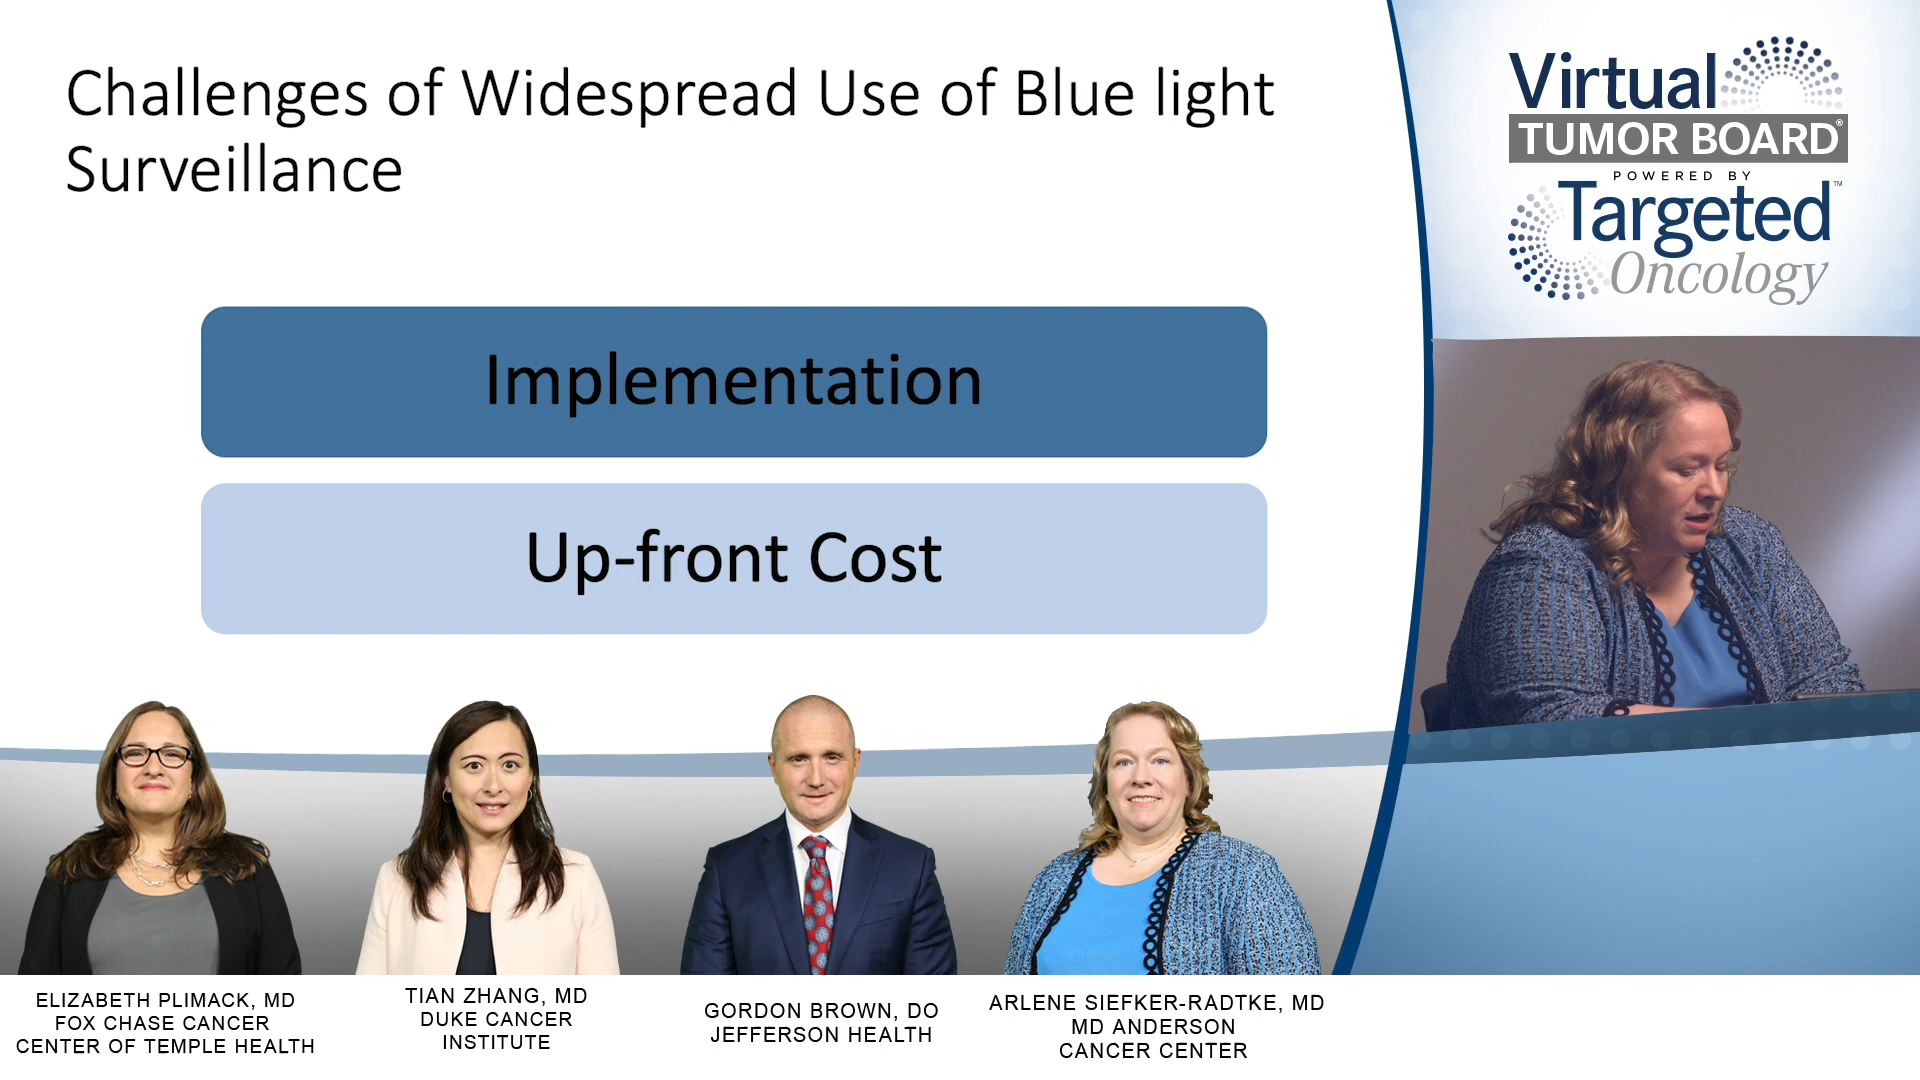 Challenges of Widespread Use of Blue light
Surveillance
Implementation
Up-front Cost
Virtual
TUMOR BOARD®
POWERED BY
Targeted™
Oncology
ELIZABETH PLIMACK, MD
FOX CHASE CANCER
CENTER OF TEMPLE HEALTH
TIAN ZHANG, MD
DUKE CANCER
INSTITUTE
GORDON BROWN, DO
JEFFERSON HEALTH
ARLENE SIEFKER-RADTKE, MD
MD ANDERSON
CANCER CENTER